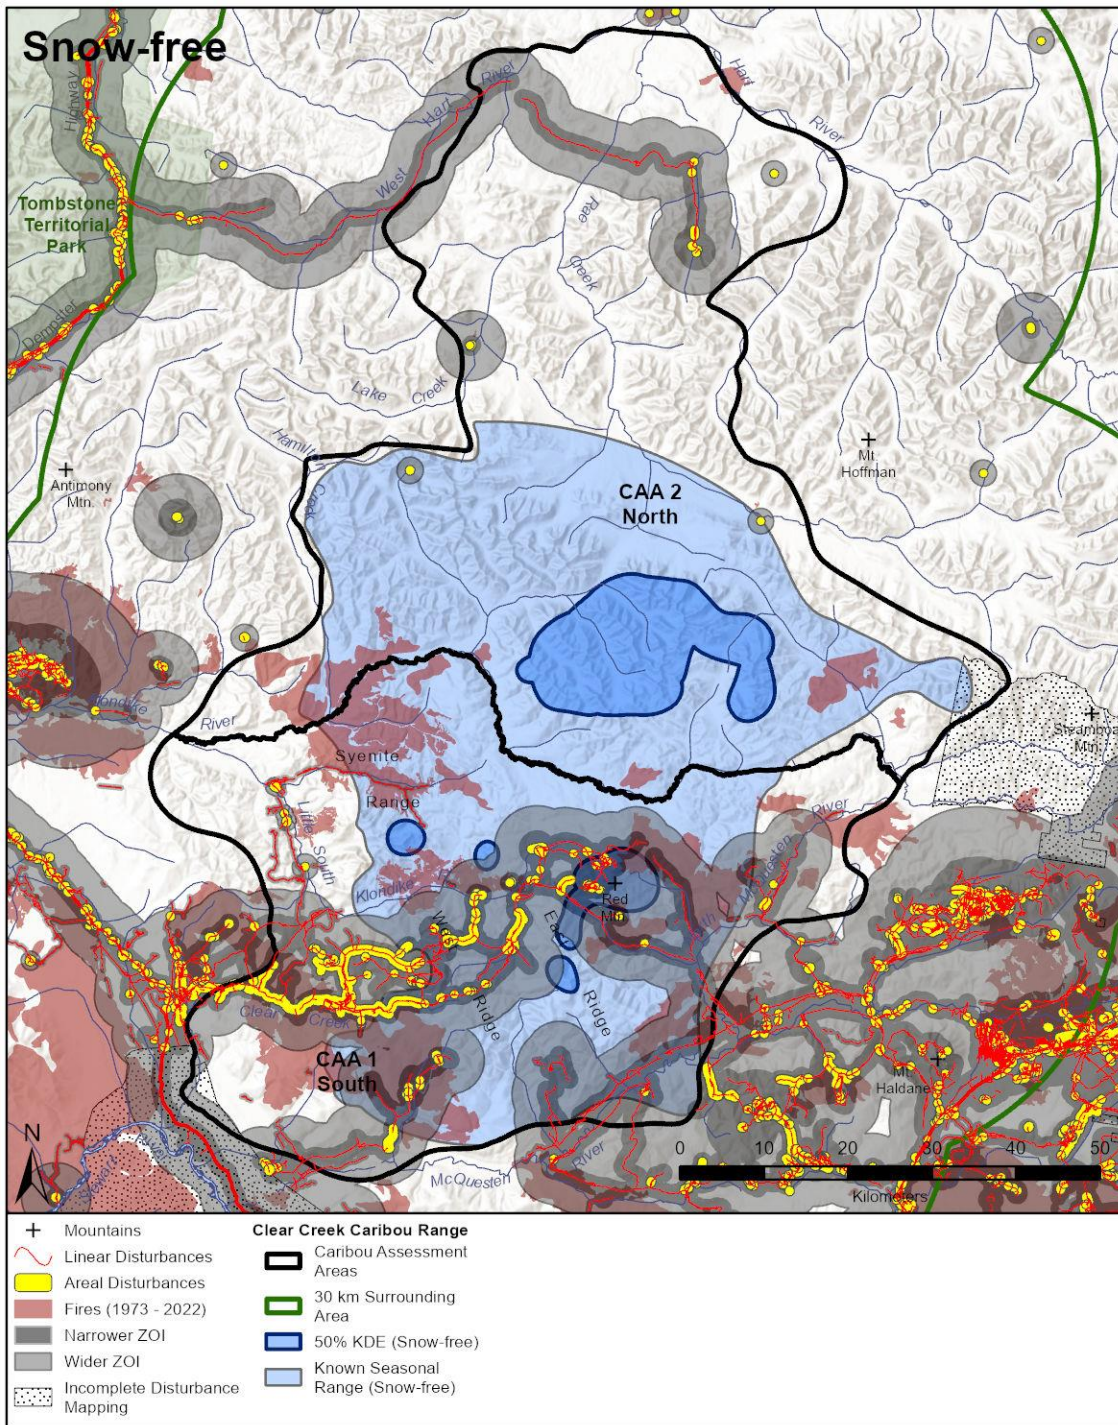 Snow-free
Highway
Tombstone
Territorial
Park
Dempster
West
Hart
River
Hart
River
Rae
Creek
Lake
Creek
Hamilton
Creek
Antimony
Mtn.
Mt.
Hoffman
CAA 2
North
Klondike
River
Syenite
Range
Little
South
Klondike
Red
Mtn.
West
Ridge
East
Ridge
McQuesten
River
Clear
Creek
CAA 1
South
Mt.
Haldane
River
McQuesten
N
0 10 20 30 40 50
Kilometers
Mountains
Linear Disturbances
Areal Disturbances
Fires (1973 - 2022)
Narrower ZOI
Wider ZOI
Incomplete Disturbance
Mapping
Clear Creek Caribou Range
Caribou Assessment
Areas
30 km Surrounding
Area
50% KDE (Snow-free)
Known Seasonal
Range (Snow-free)